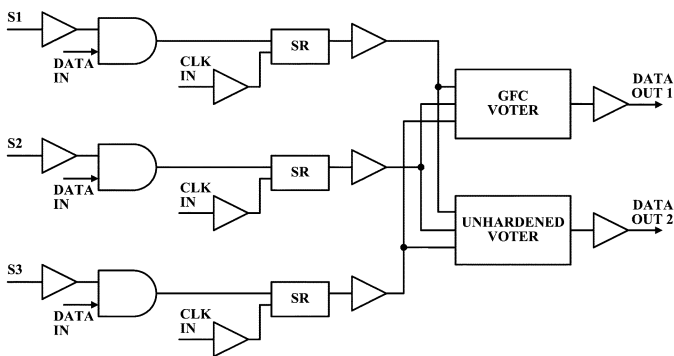 S1
DATA
IN
CLK
IN
SR
GFC
VOTER
DATA
OUT 1
S2
DATA
IN
CLK
IN
SR
UNHARDENED
VOTER
DATA
OUT 2
S3
DATA
IN
CLK
IN
SR